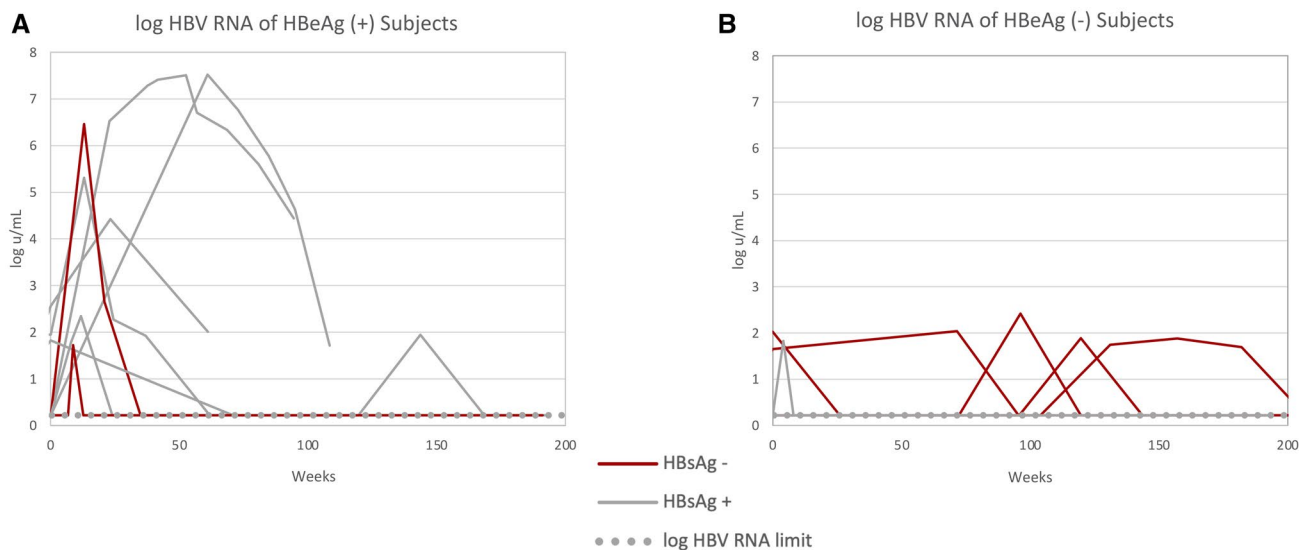 A
log HBV RNA of HBeAg (+) Subjects
8
7
6
5
4
3
2
1
0
log u/mL
0 50 100 150 200
Weeks
B
log HBV RNA of HBeAg (-) Subjects
8
7
6
5
4
3
2
1
0
log u/mL
0 50 100 150 200
Weeks
HBsAg -
HBsAg +
log HBV RNA limit